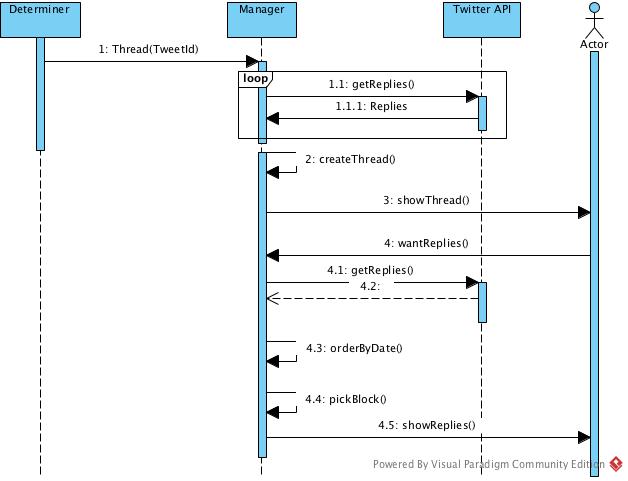 Determiner
Manager
Twitter API
Actor
1: Thread(TweetId)
loop
1.1: getReplies()
1.1.1: Replies
2: createThread()
3: showThread()
4: wantReplies()
4.1: getReplies()
4.2:
4.3: orderByDate()
4.4: pickBlock()
4.5: showReplies()
Powered By Visual Paradigm Community Edition